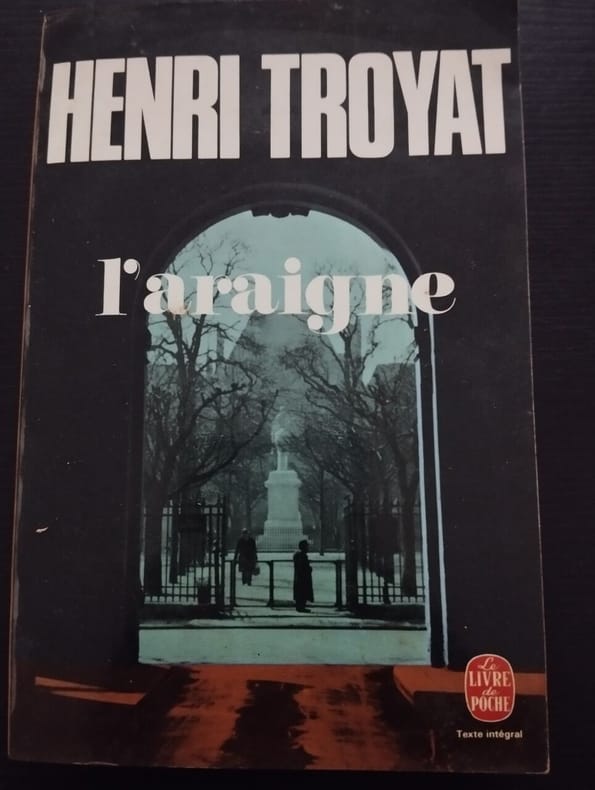 HENRI TROYAT
l'araigne
Le
LIVRE
de
POCHE
Texte intégral